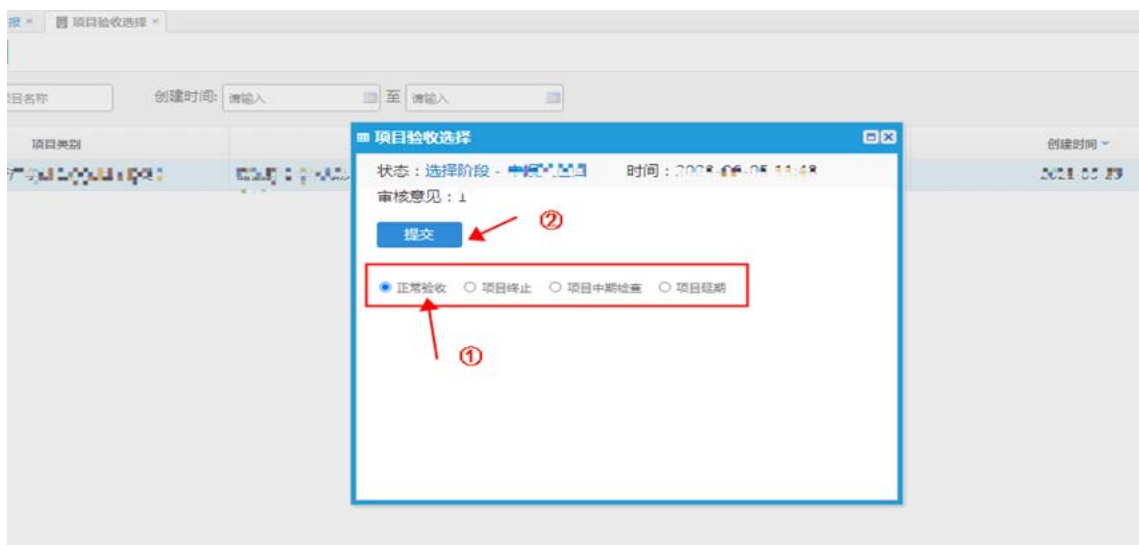 报 × 项目验收选择 ×
项目名称 创建时间: 请输入 至 请输入
项目类别 创建时间
项目验收选择
状态：选择阶段 - 时间：
审核意见：1
提交 ②
正常验收 项目终止 项目中期检查 项目延期
①